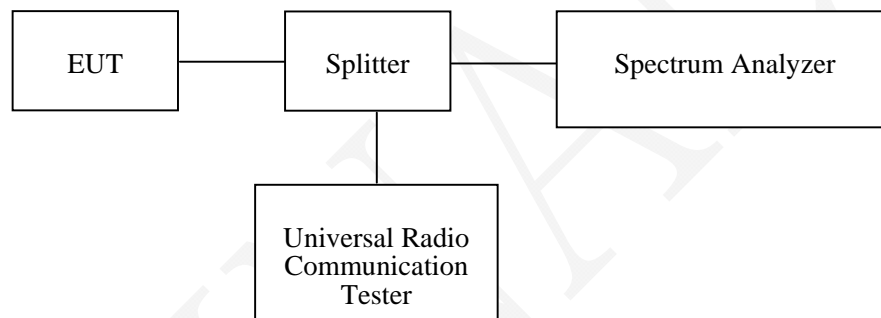 EUT
Splitter
Spectrum Analyzer
Universal Radio
Communication
Tester